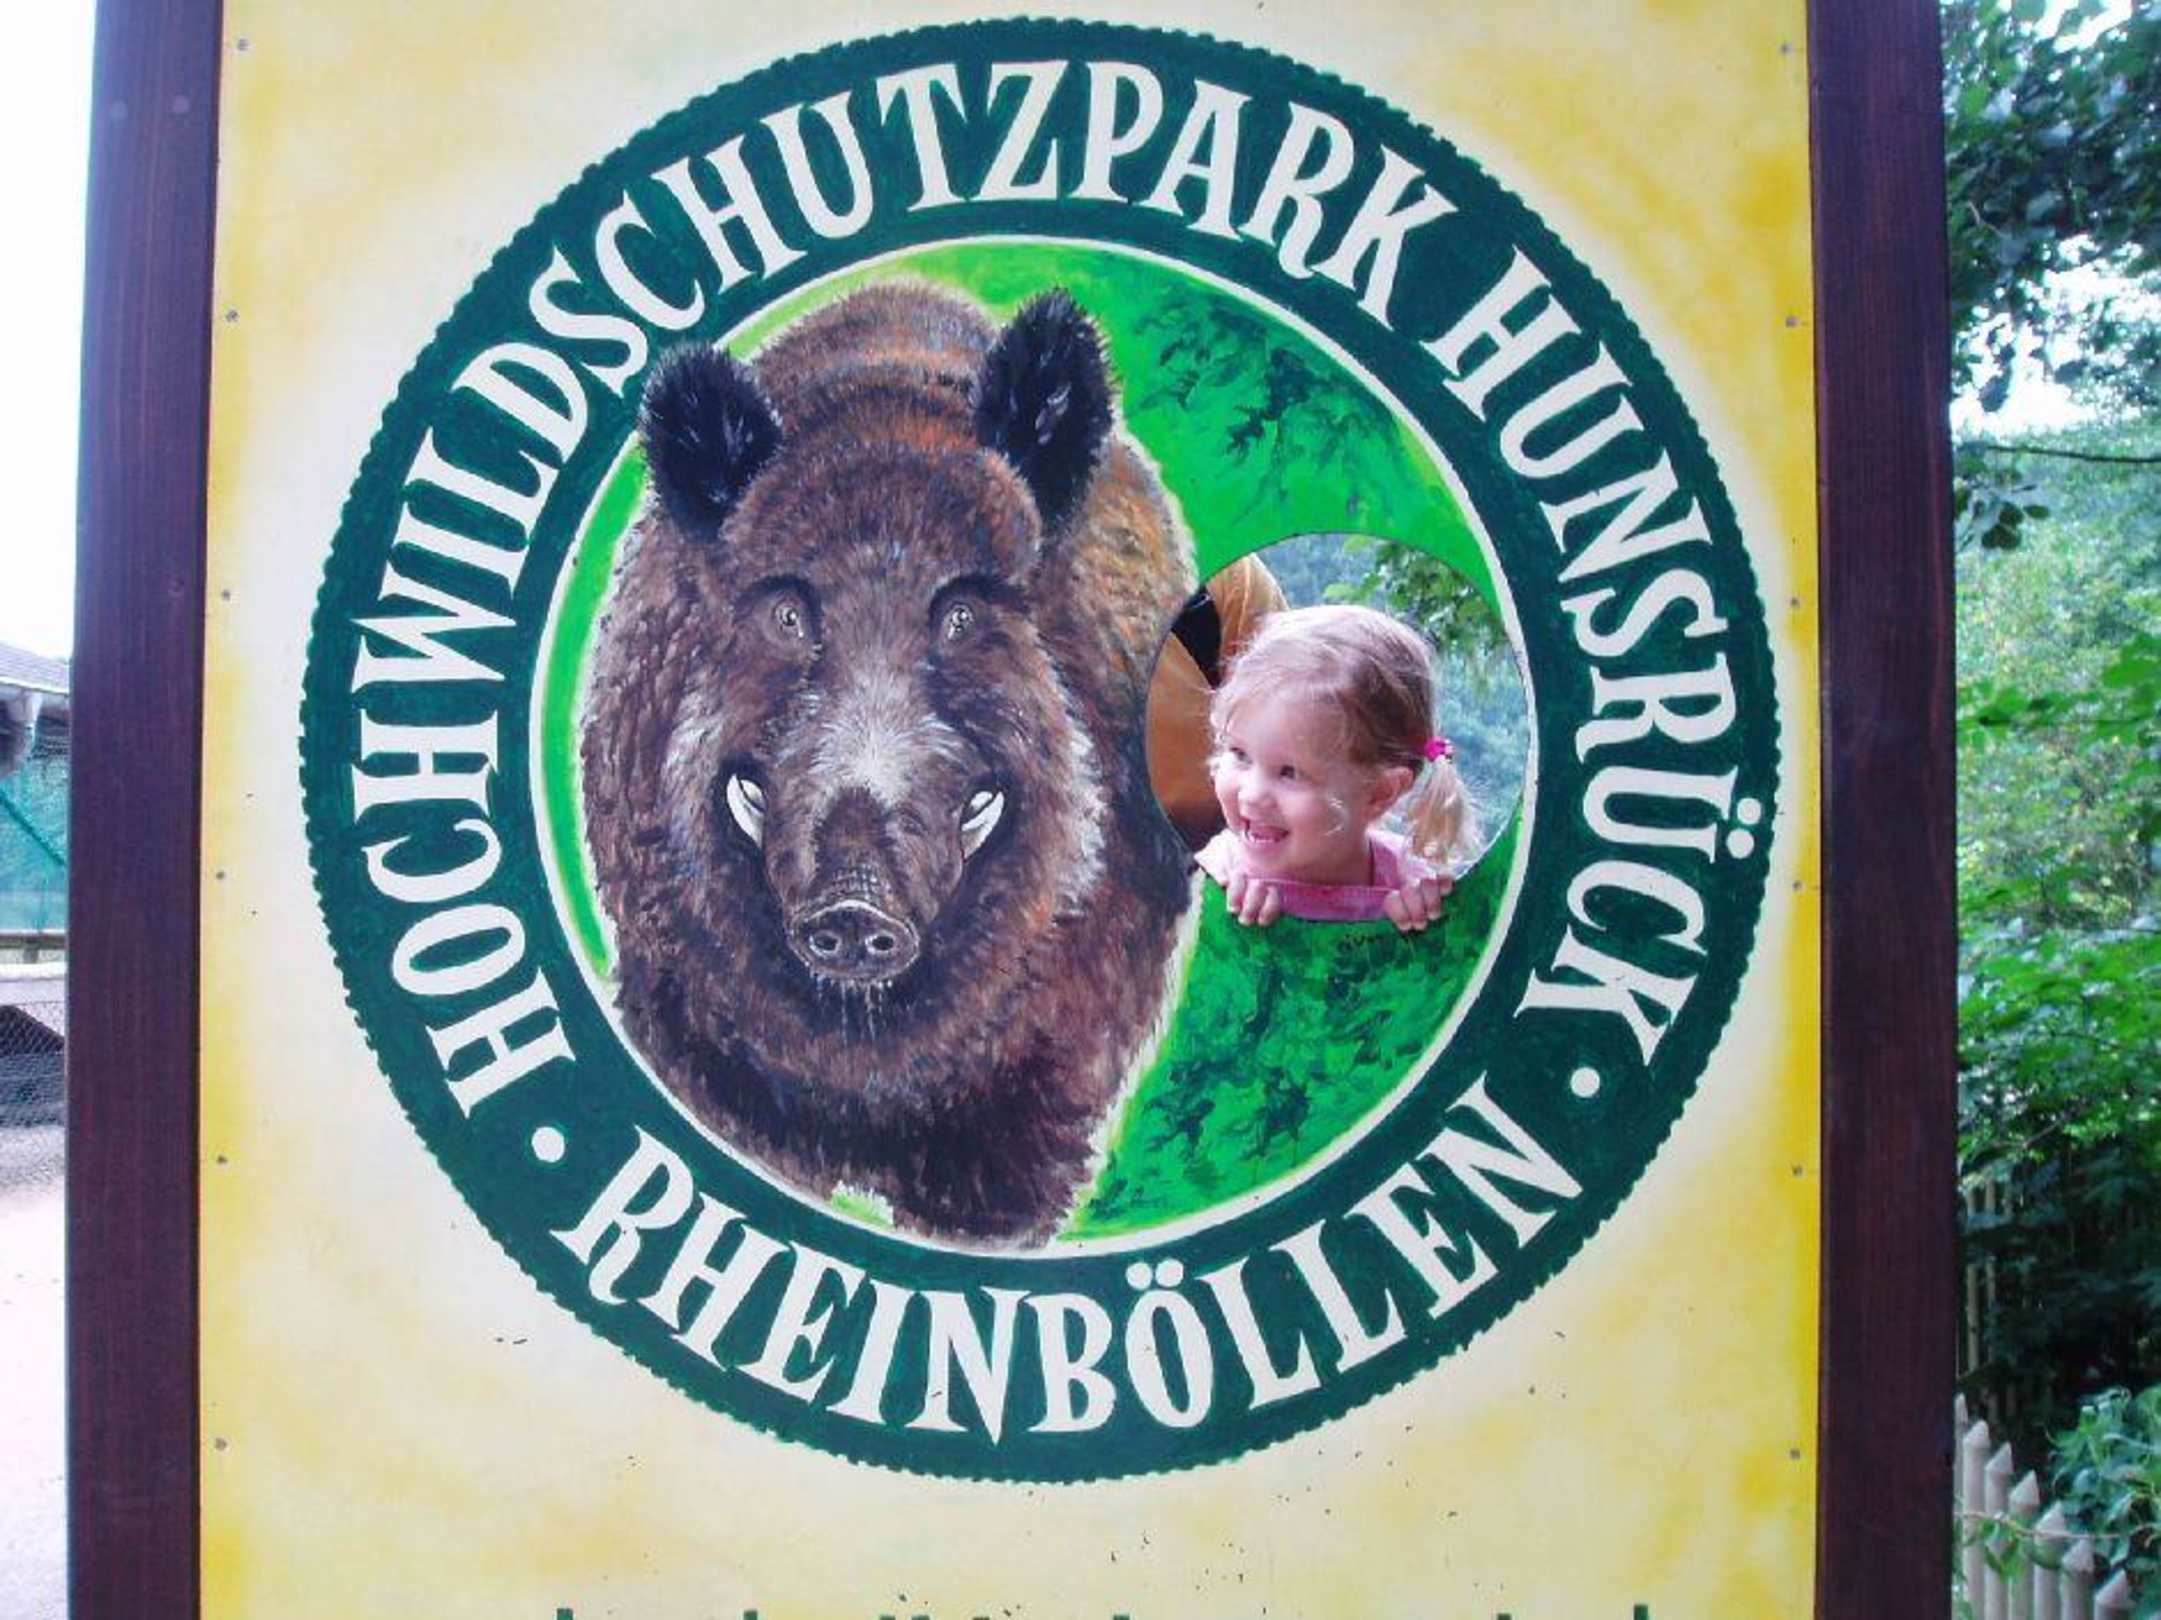 HOCHWILDSCHUTZPARK HUNSRÜCK
• RHEINBÖLLEN •